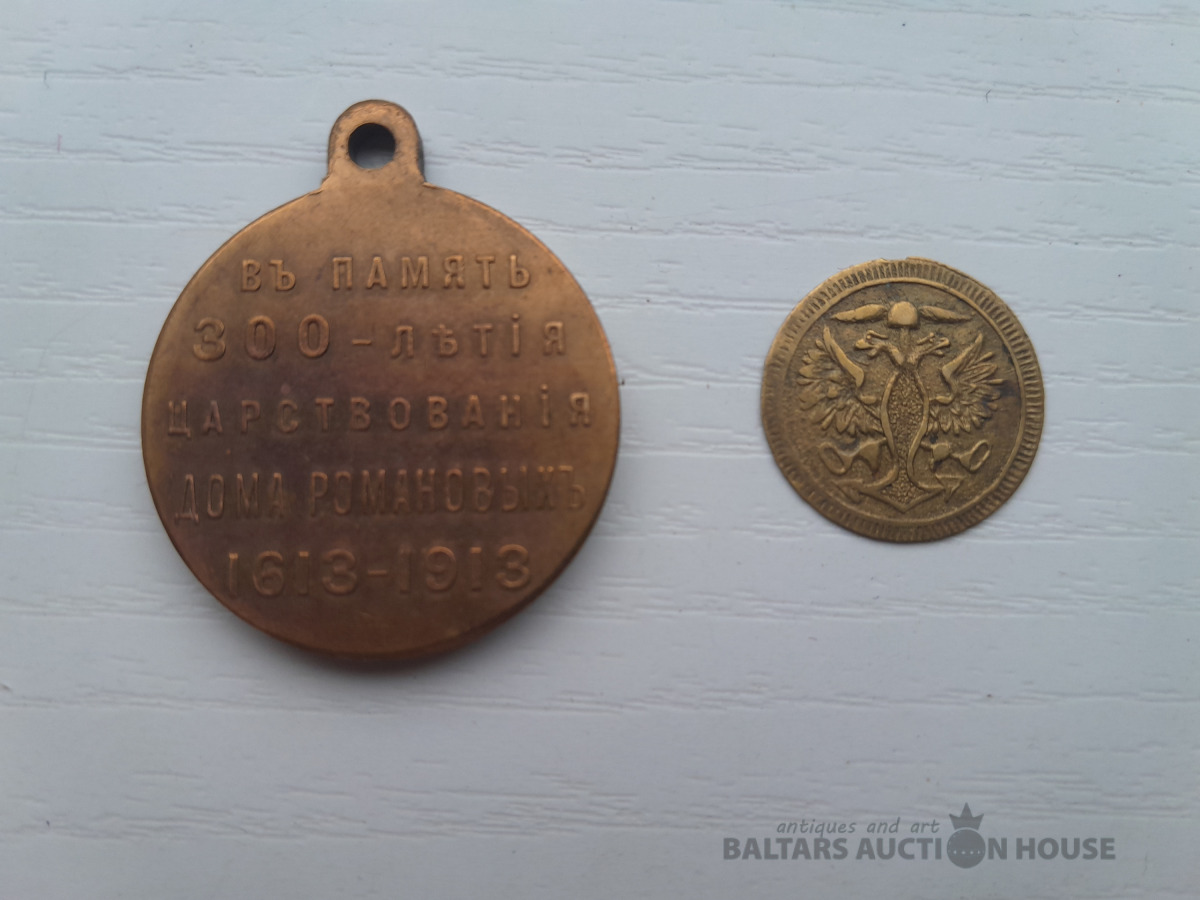 ВЪ ПАМЯТЬ
300-ЛѢТІЯ
ЦАРСТВОВАНІЯ
ДОМА РОМАНОВЫХЪ
1613-1913
antiques and art
BALTARS AUCTION HOUSE